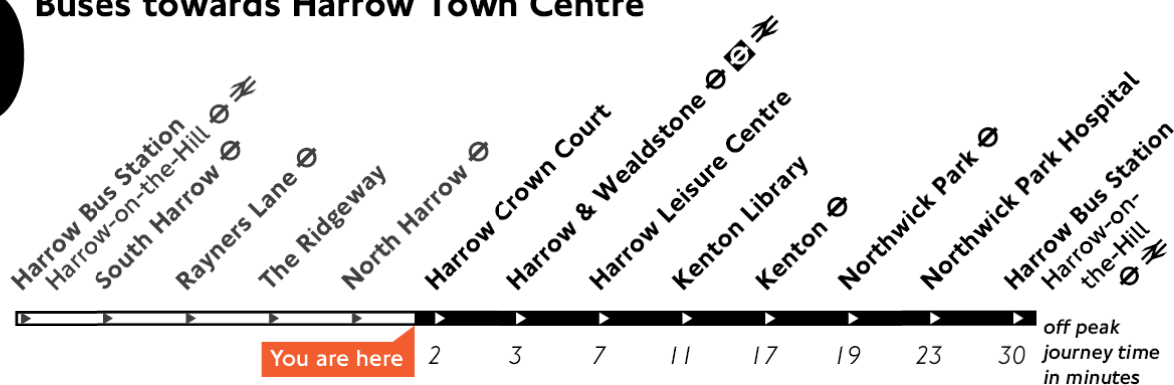 Buses towards Harrow Town Centre
Harrow Bus Station
Harrow-on-the-Hill
South Harrow
Rayners Lane
The Ridgeway
North Harrow
Harrow Crown Court
Harrow & Wealdstone
Harrow Leisure Centre
Kenton Library
Kenton
Northwick Park
Northwick Park Hospital
Harrow Bus Station
Harrow-on-
the-Hill
You are here
2 3 7 11 17 19 23 30
off peak
journey time
in minutes